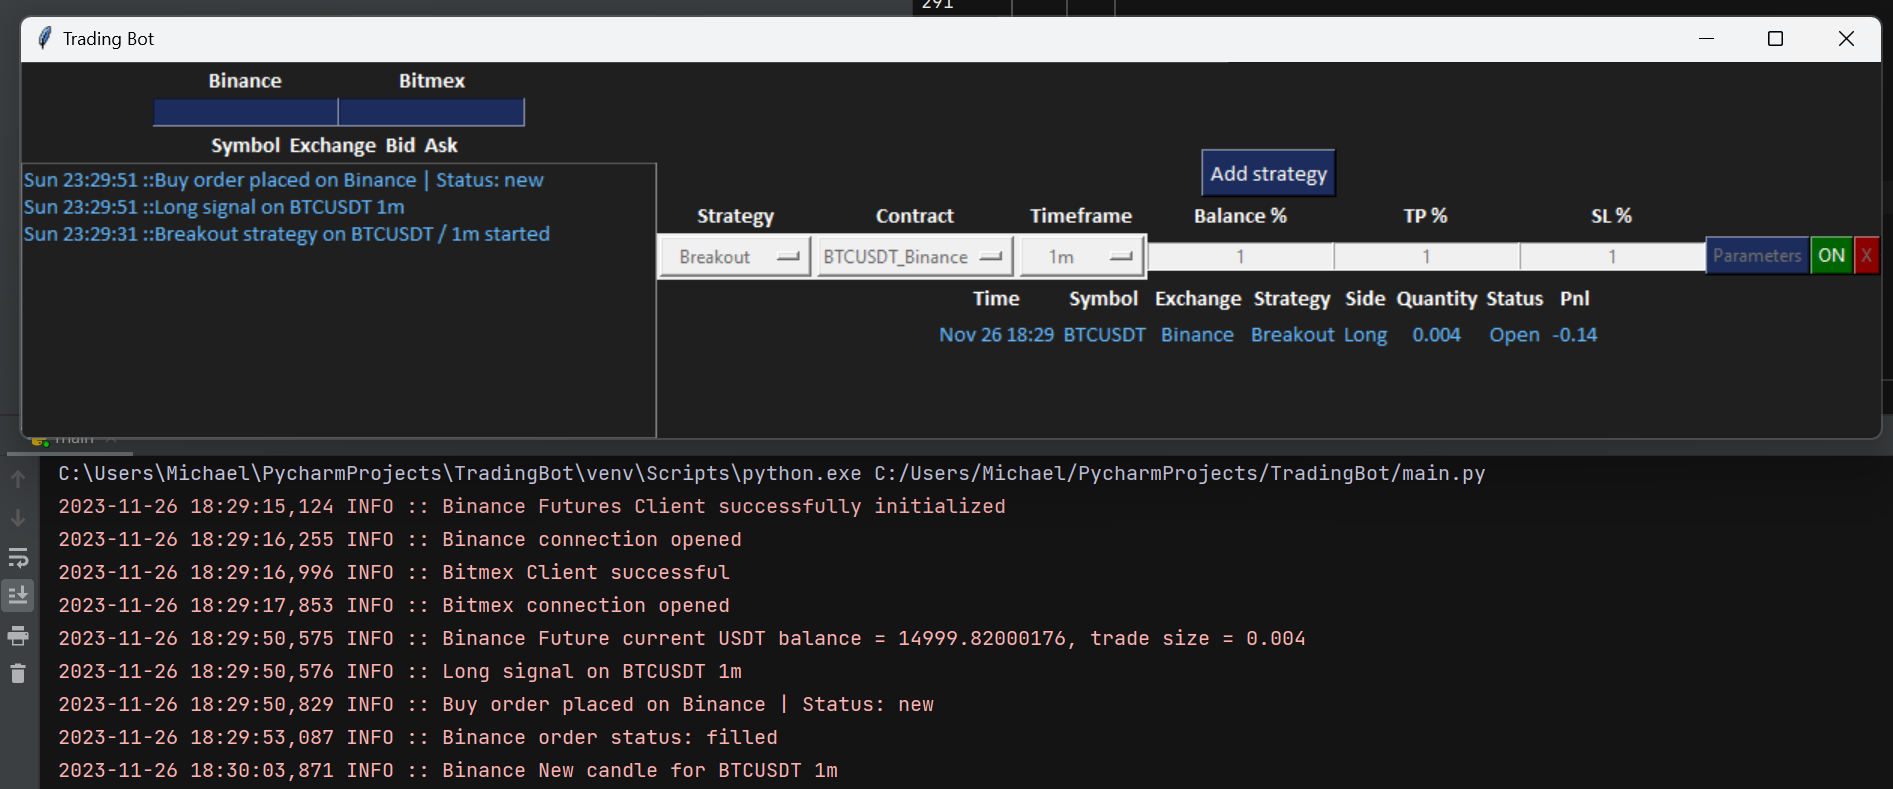 291
Trading Bot
Binance Bitmex
Symbol Exchange Bid Ask
Sun 23:29:51 ::Buy order placed on Binance | Status: new
Sun 23:29:51 ::Long signal on BTCUSDT 1m
Sun 23:29:31 ::Breakout strategy on BTCUSDT / 1m started
Add strategy
Strategy Contract Timeframe Balance % TP % SL %
Breakout BTCUSDT_Binance 1m 1 1 1 Parameters ON X
Time Symbol Exchange Strategy Side Quantity Status Pnl
Nov 26 18:29 BTCUSDT Binance Breakout Long 0.004 Open -0.14
main
C:\Users\Michael\PycharmProjects\TradingBot\venv\Scripts\python.exe C:/Users/Michael/PycharmProjects/TradingBot/main.py
2023-11-26 18:29:15,124 INFO :: Binance Futures Client successfully initialized
2023-11-26 18:29:16,255 INFO :: Binance connection opened
2023-11-26 18:29:16,996 INFO :: Bitmex Client successful
2023-11-26 18:29:17,853 INFO :: Bitmex connection opened
2023-11-26 18:29:50,575 INFO :: Binance Future current USDT balance = 14999.82000176, trade size = 0.004
2023-11-26 18:29:50,576 INFO :: Long signal on BTCUSDT 1m
2023-11-26 18:29:50,829 INFO :: Buy order placed on Binance | Status: new
2023-11-26 18:29:53,087 INFO :: Binance order status: filled
2023-11-26 18:30:03,871 INFO :: Binance New candle for BTCUSDT 1m